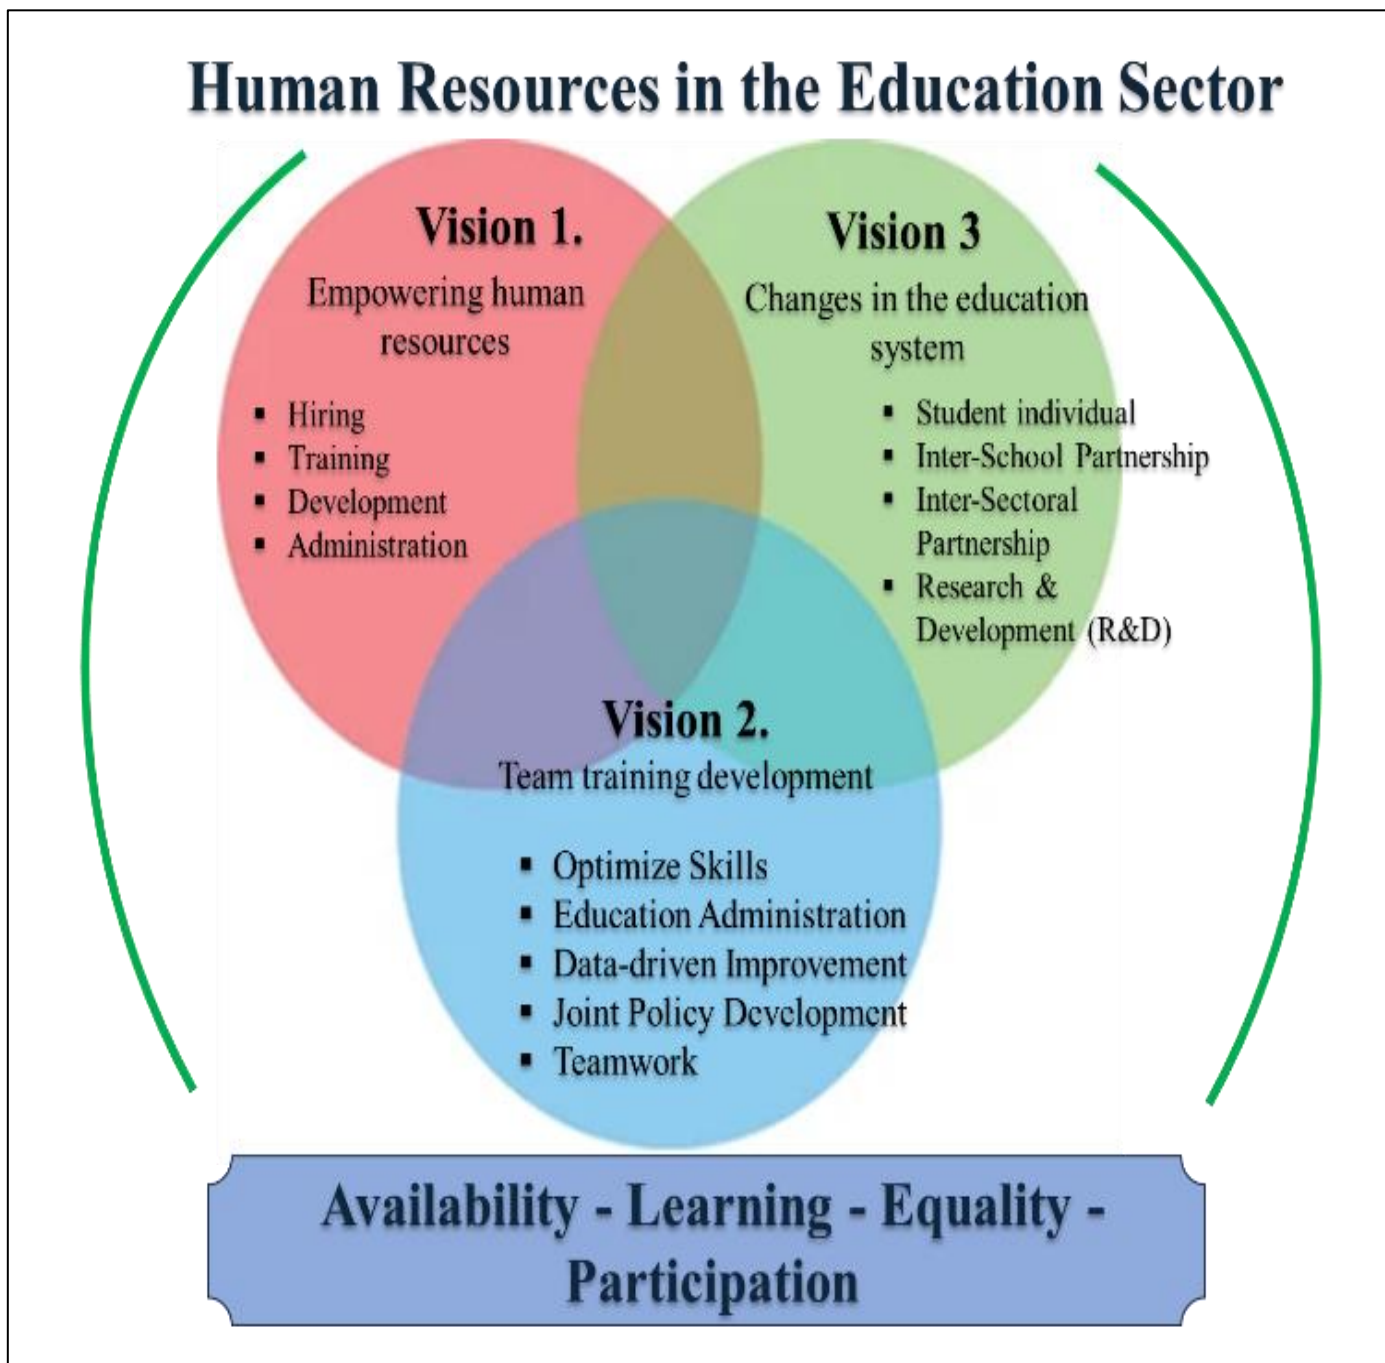 Human Resources in the Education Sector
Vision 1.
Empowering human
resources
▪ Hiring
▪ Training
▪ Development
▪ Administration
Vision 3
Changes in the education
system
▪ Student individual
▪ Inter-School Partnership
▪ Inter-Sectoral
Partnership
▪ Research &
Development (R&D)
Vision 2.
Team training development
▪ Optimize Skills
▪ Education Administration
▪ Data-driven Improvement
▪ Joint Policy Development
▪ Teamwork
Availability - Learning - Equality -
Participation